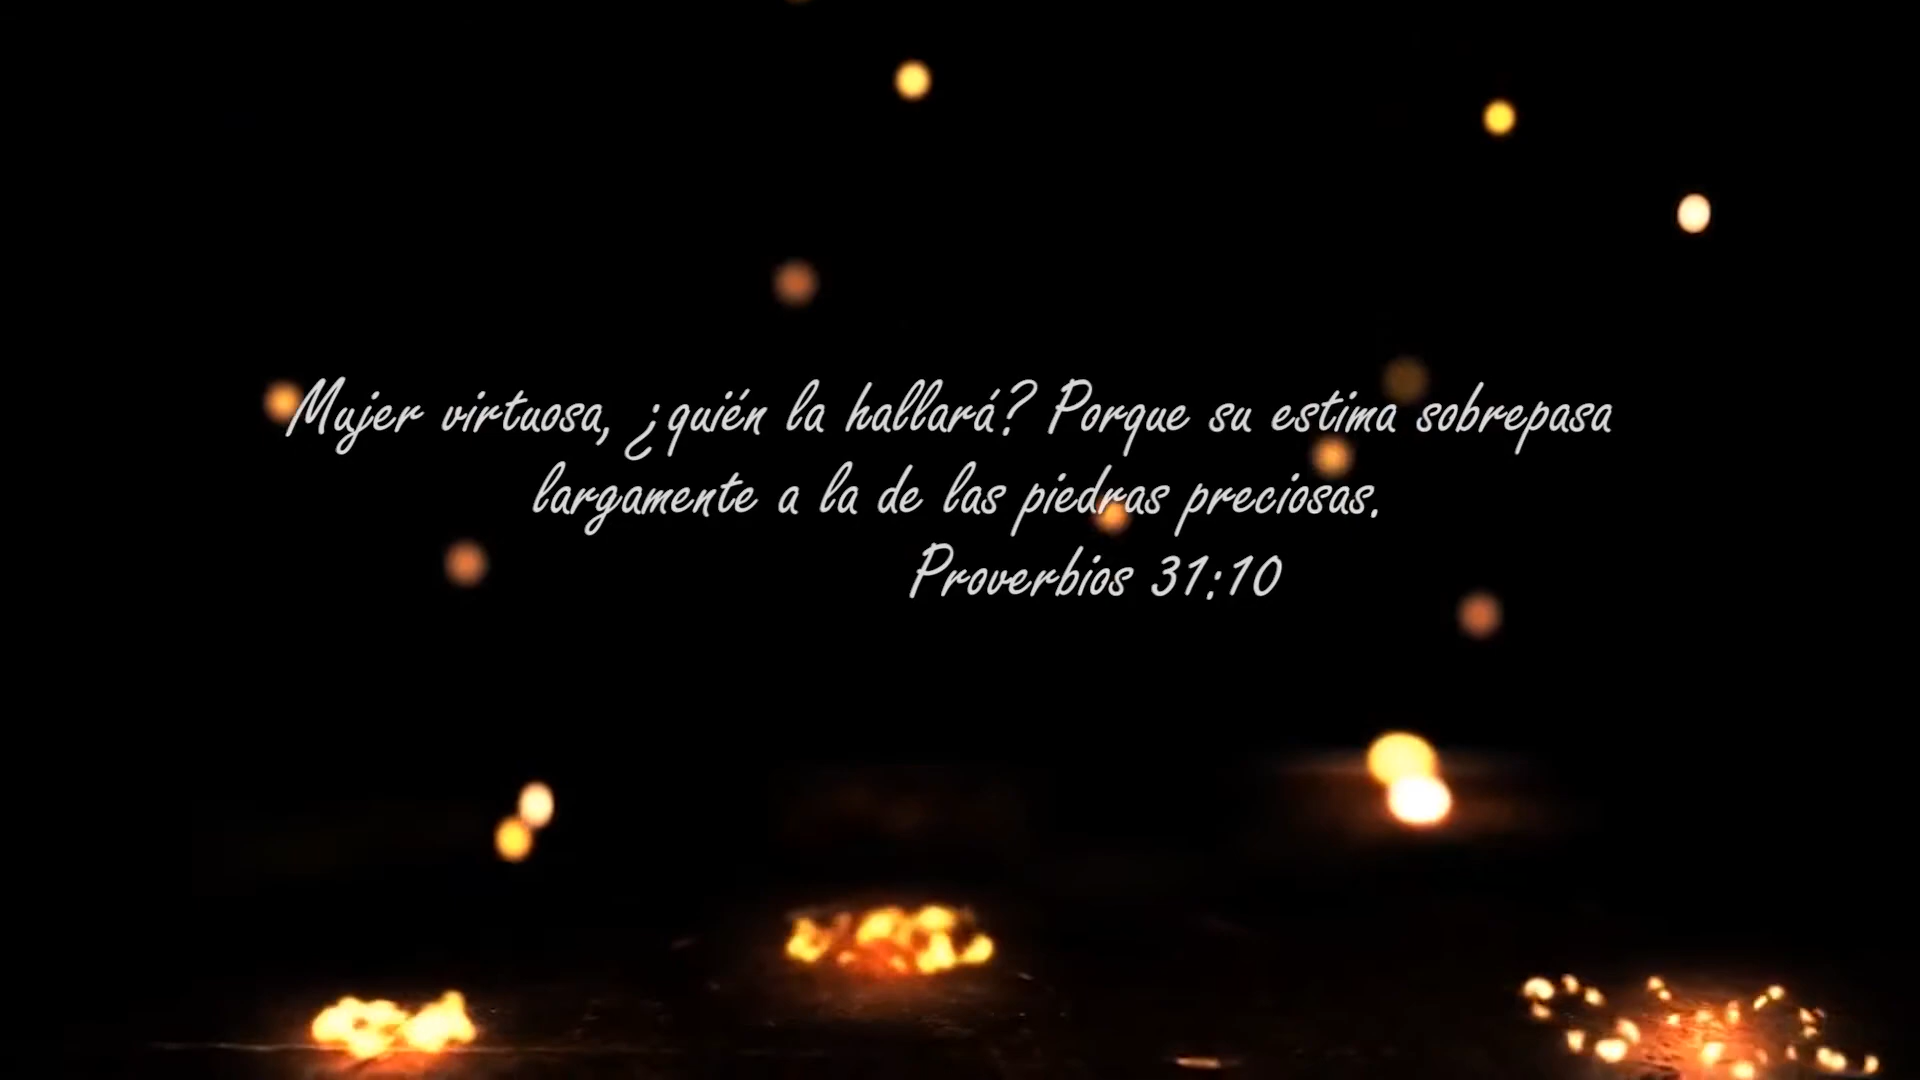 Mujer virtuosa, ¿quién la hallará? Porque su estima sobrepasa
largamente a la de las piedras preciosas.
Proverbios 31:10